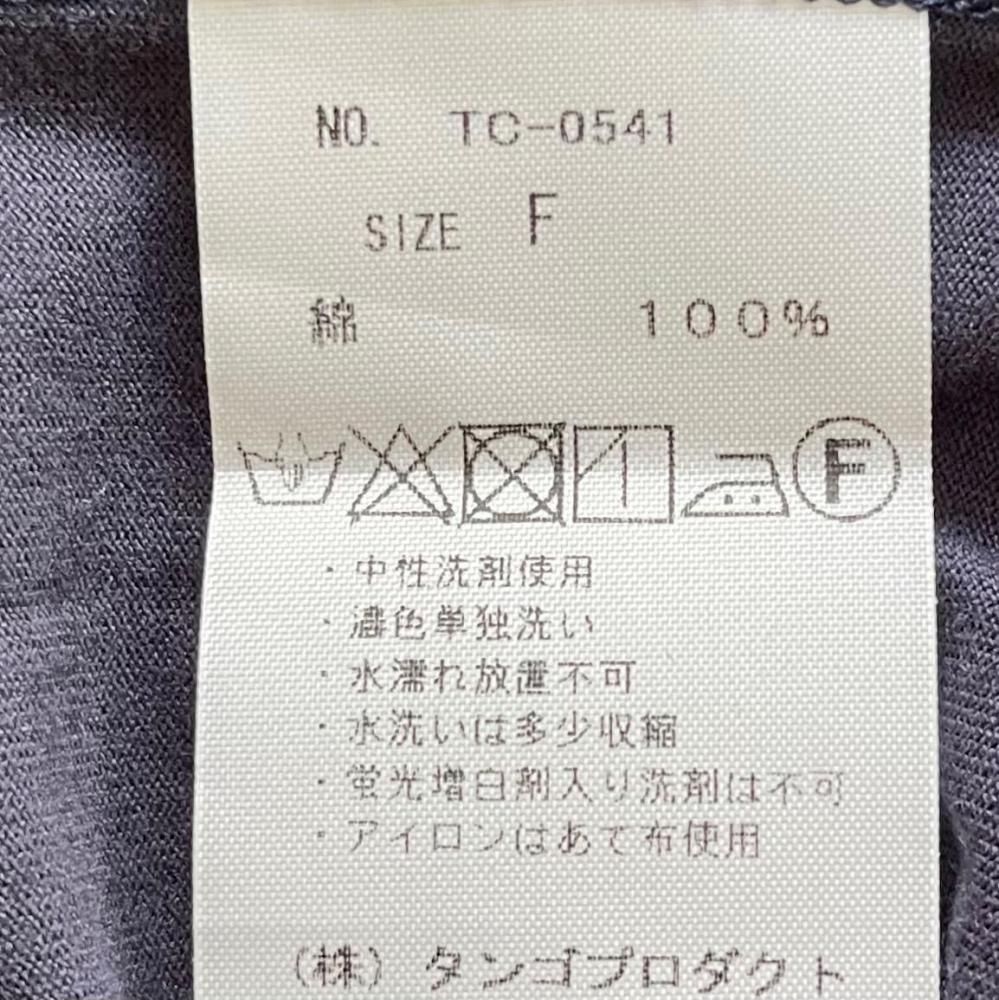 NO. TC-0541
SIZE F
綿 100%
F
・中性洗剤使用
・濃色単独洗い
・水濡れ放置不可
・水洗いは多少収縮
・蛍光増白剤入り洗剤は不可
・アイロンはあて布使用
(株) タンゴプロダクト